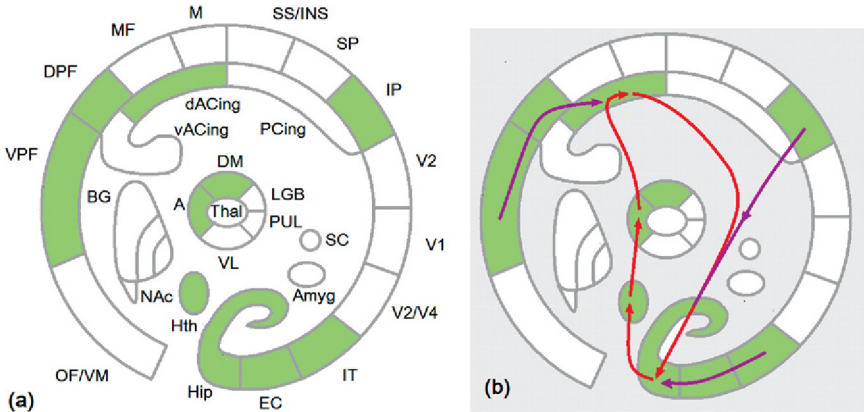 M
SS/INS
MF
SP
DPF
IP
dACing
vACing
PCing
VPF
V2
DM
BG
A
LGB
Thal
PUL
SC
V1
VL
NAc
Amyg
Hth
V2/V4
OF/VM
IT
(a)
Hip
EC
(b)